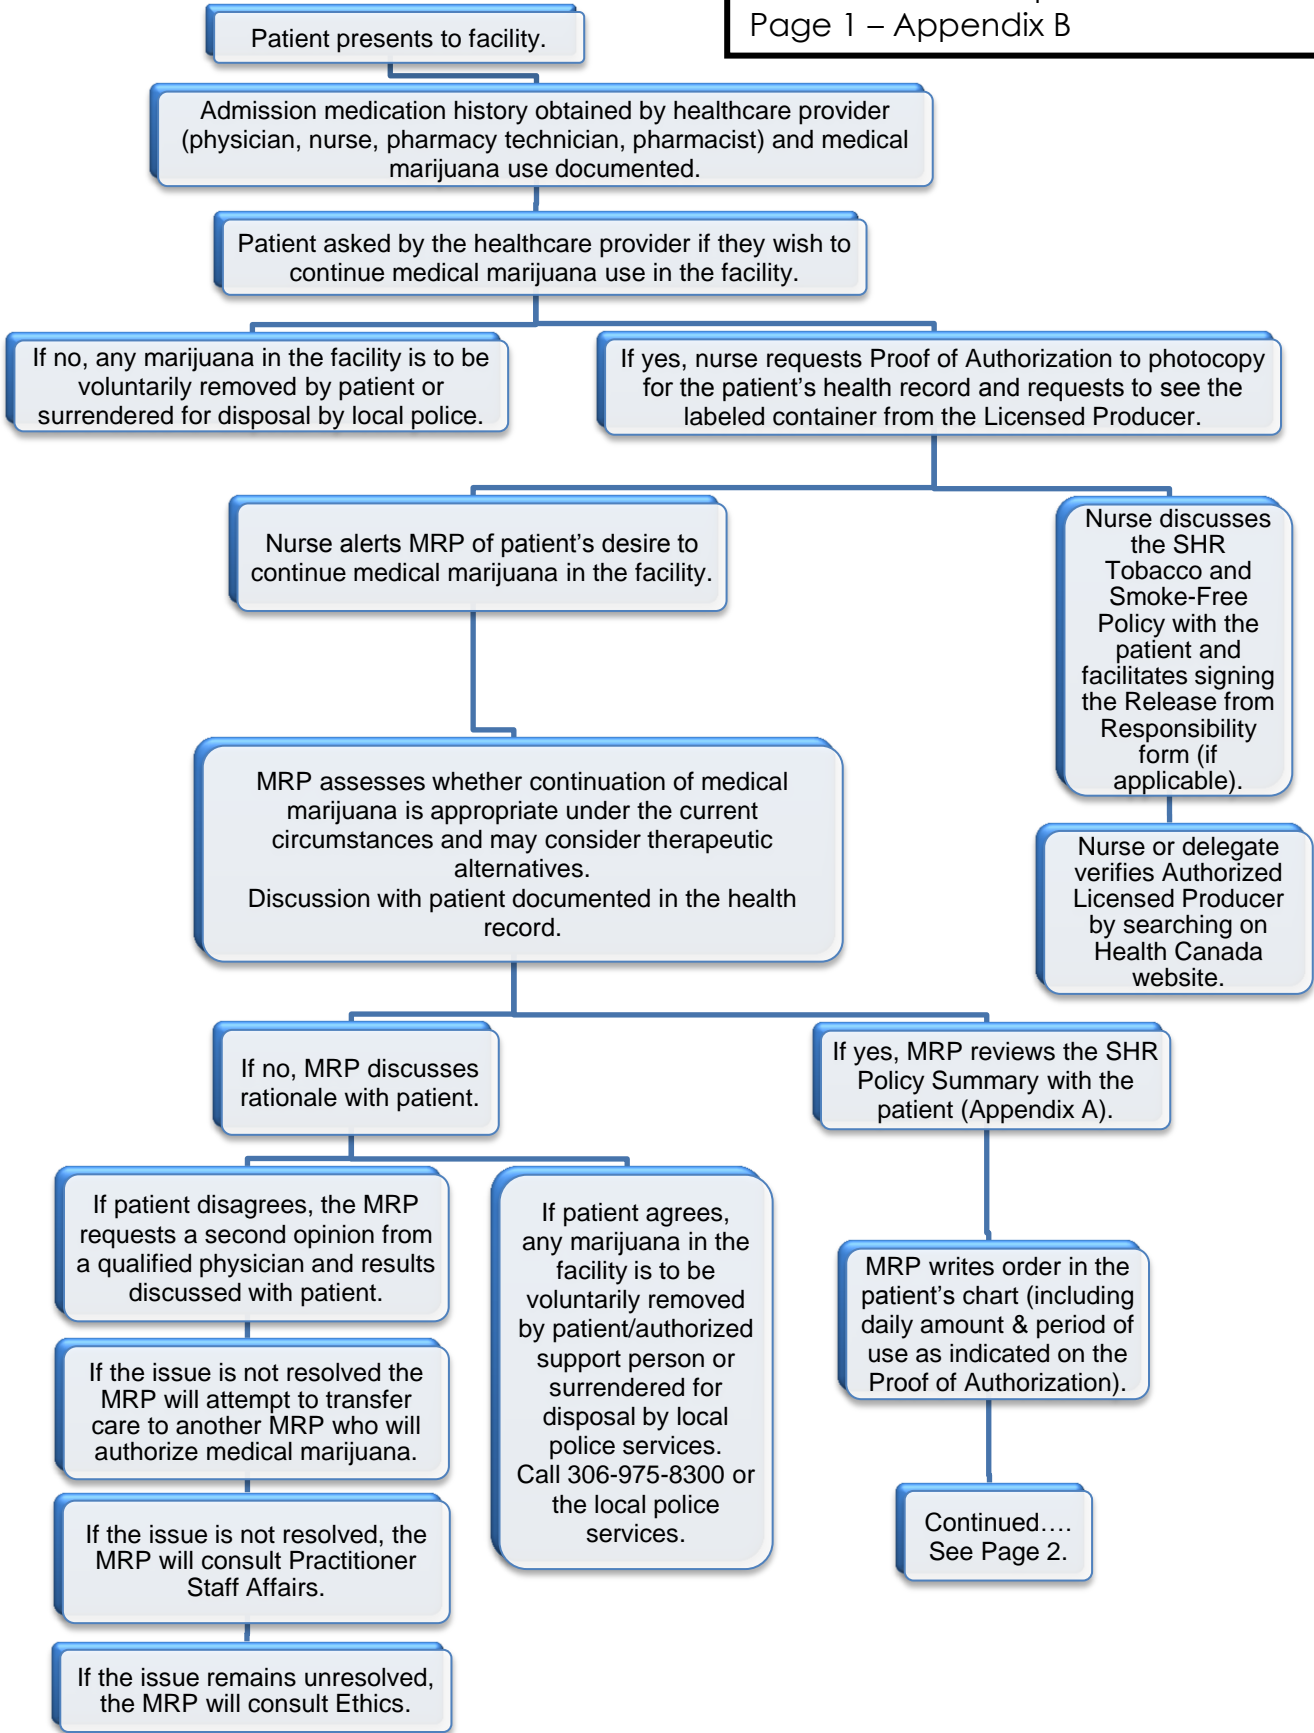 Page 1 – Appendix B
Patient presents to facility.
Admission medication history obtained by healthcare provider
(physician, nurse, pharmacy technician, pharmacist) and medical
marijuana use documented.
Patient asked by the healthcare provider if they wish to
continue medical marijuana use in the facility.
If no, any marijuana in the facility is to be
voluntarily removed by patient or
surrendered for disposal by local police.
If yes, nurse requests Proof of Authorization to photocopy
for the patient’s health record and requests to see the
labeled container from the Licensed Producer.
Nurse alerts MRP of patient’s desire to
continue medical marijuana in the facility.
Nurse discusses
the SHR
Tobacco and
Smoke-Free
Policy with the
patient and
facilitates signing
the Release from
Responsibility
form (if
applicable).
MRP assesses whether continuation of medical
marijuana is appropriate under the current
circumstances and may consider therapeutic
alternatives.
Discussion with patient documented in the health
record.
Nurse or delegate
verifies Authorized
Licensed Producer
by searching on
Health Canada
website.
If no, MRP discusses
rationale with patient.
If yes, MRP reviews the SHR
Policy Summary with the
patient (Appendix A).
If patient disagrees, the MRP
requests a second opinion from
a qualified physician and results
discussed with patient.
If patient agrees,
any marijuana in the
facility is to be
voluntarily removed
by patient/authorized
support person or
surrendered for
disposal by local
police services.
Call 306-975-8300 or
the local police
services.
MRP writes order in the
patient’s chart (including
daily amount & period of
use as indicated on the
Proof of Authorization).
If the issue is not resolved the
MRP will attempt to transfer
care to another MRP who will
authorize medical marijuana.
If the issue is not resolved, the
MRP will consult Practitioner
Staff Affairs.
Continued….
See Page 2.
If the issue remains unresolved,
the MRP will consult Ethics.